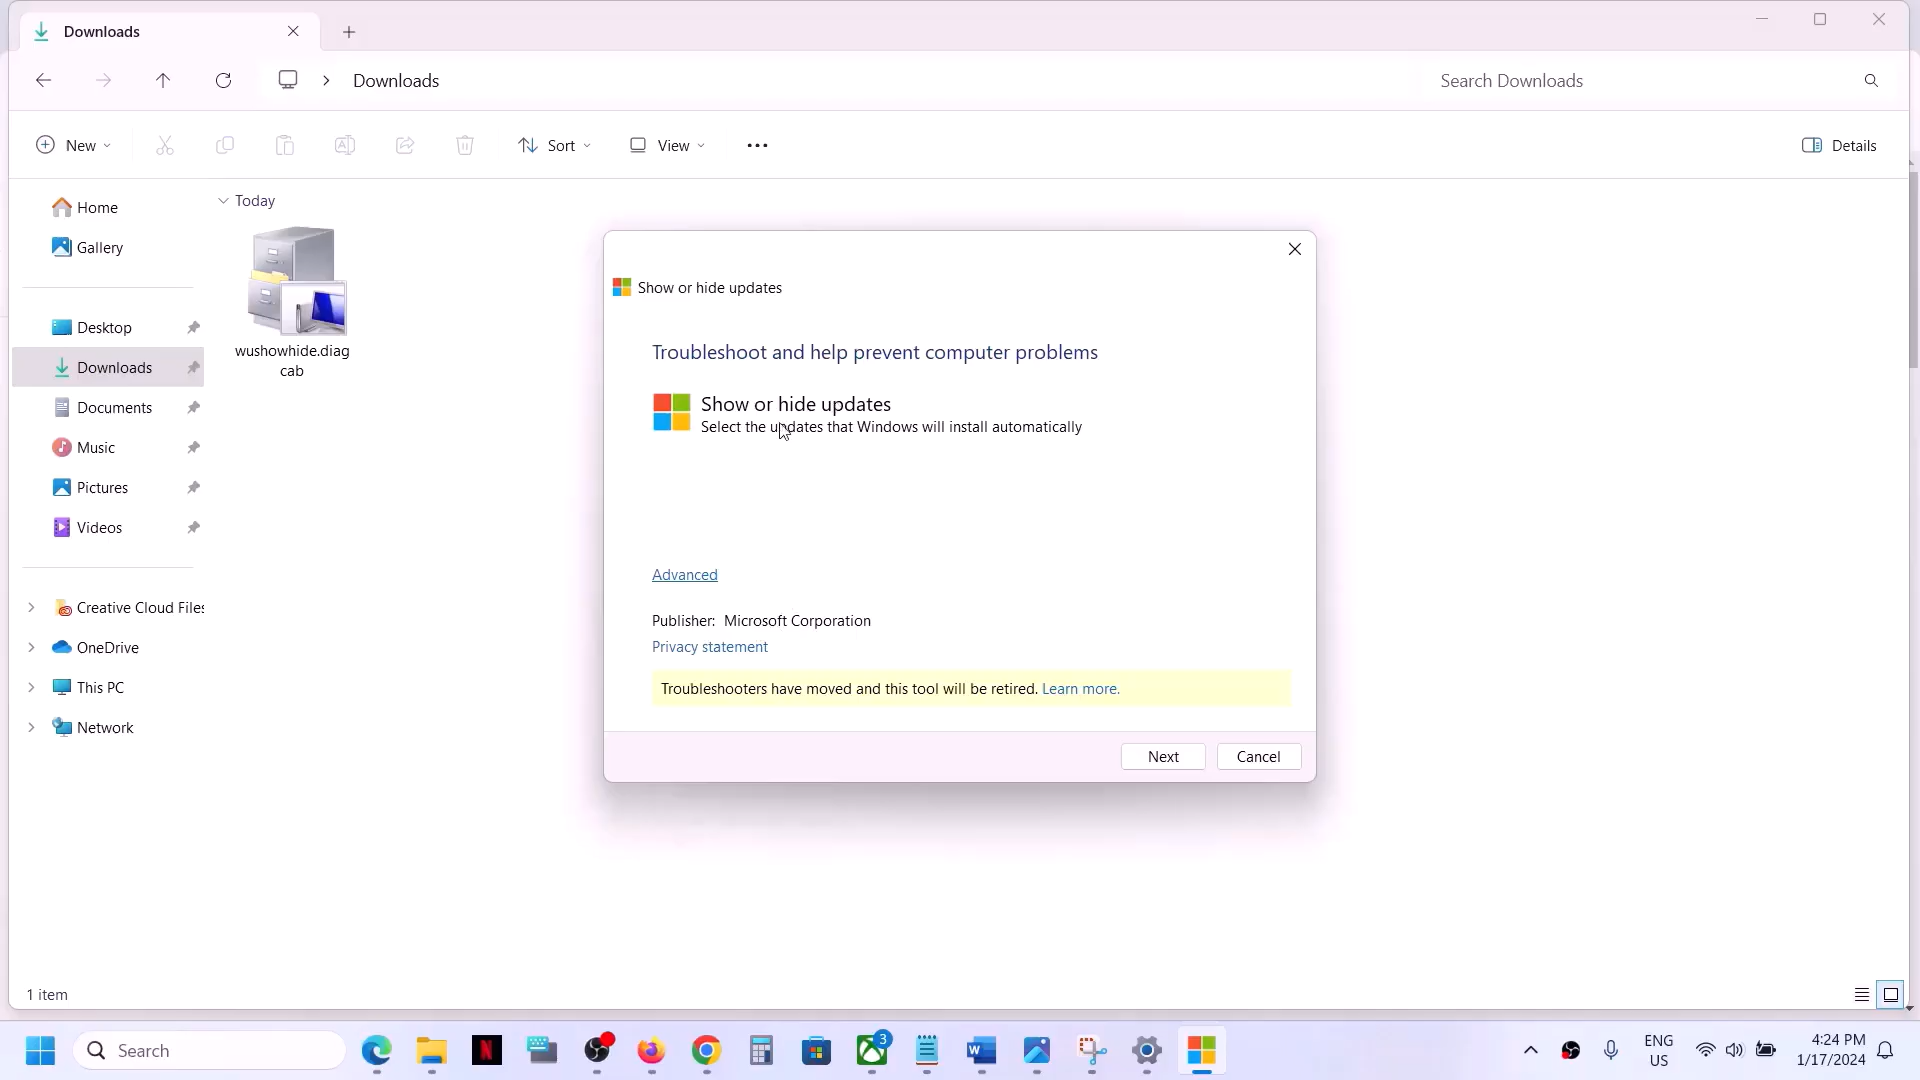 Downloads
Downloads
Search Downloads
New
Sort
View
Details
Home
Gallery
Desktop
Downloads
Documents
Music
Pictures
Videos
Creative Cloud Files
OneDrive
This PC
Network
Today
wushowhide.diag
cab
Show or hide updates
Troubleshoot and help prevent computer problems
Show or hide updates
Select the updates that Windows will install automatically
Advanced
Publisher: Microsoft Corporation
Privacy statement
Troubleshooters have moved and this tool will be retired. Learn more.
Next
Cancel
1 item
Search
N
3
W
ENG
US
4:24 PM
1/17/2024